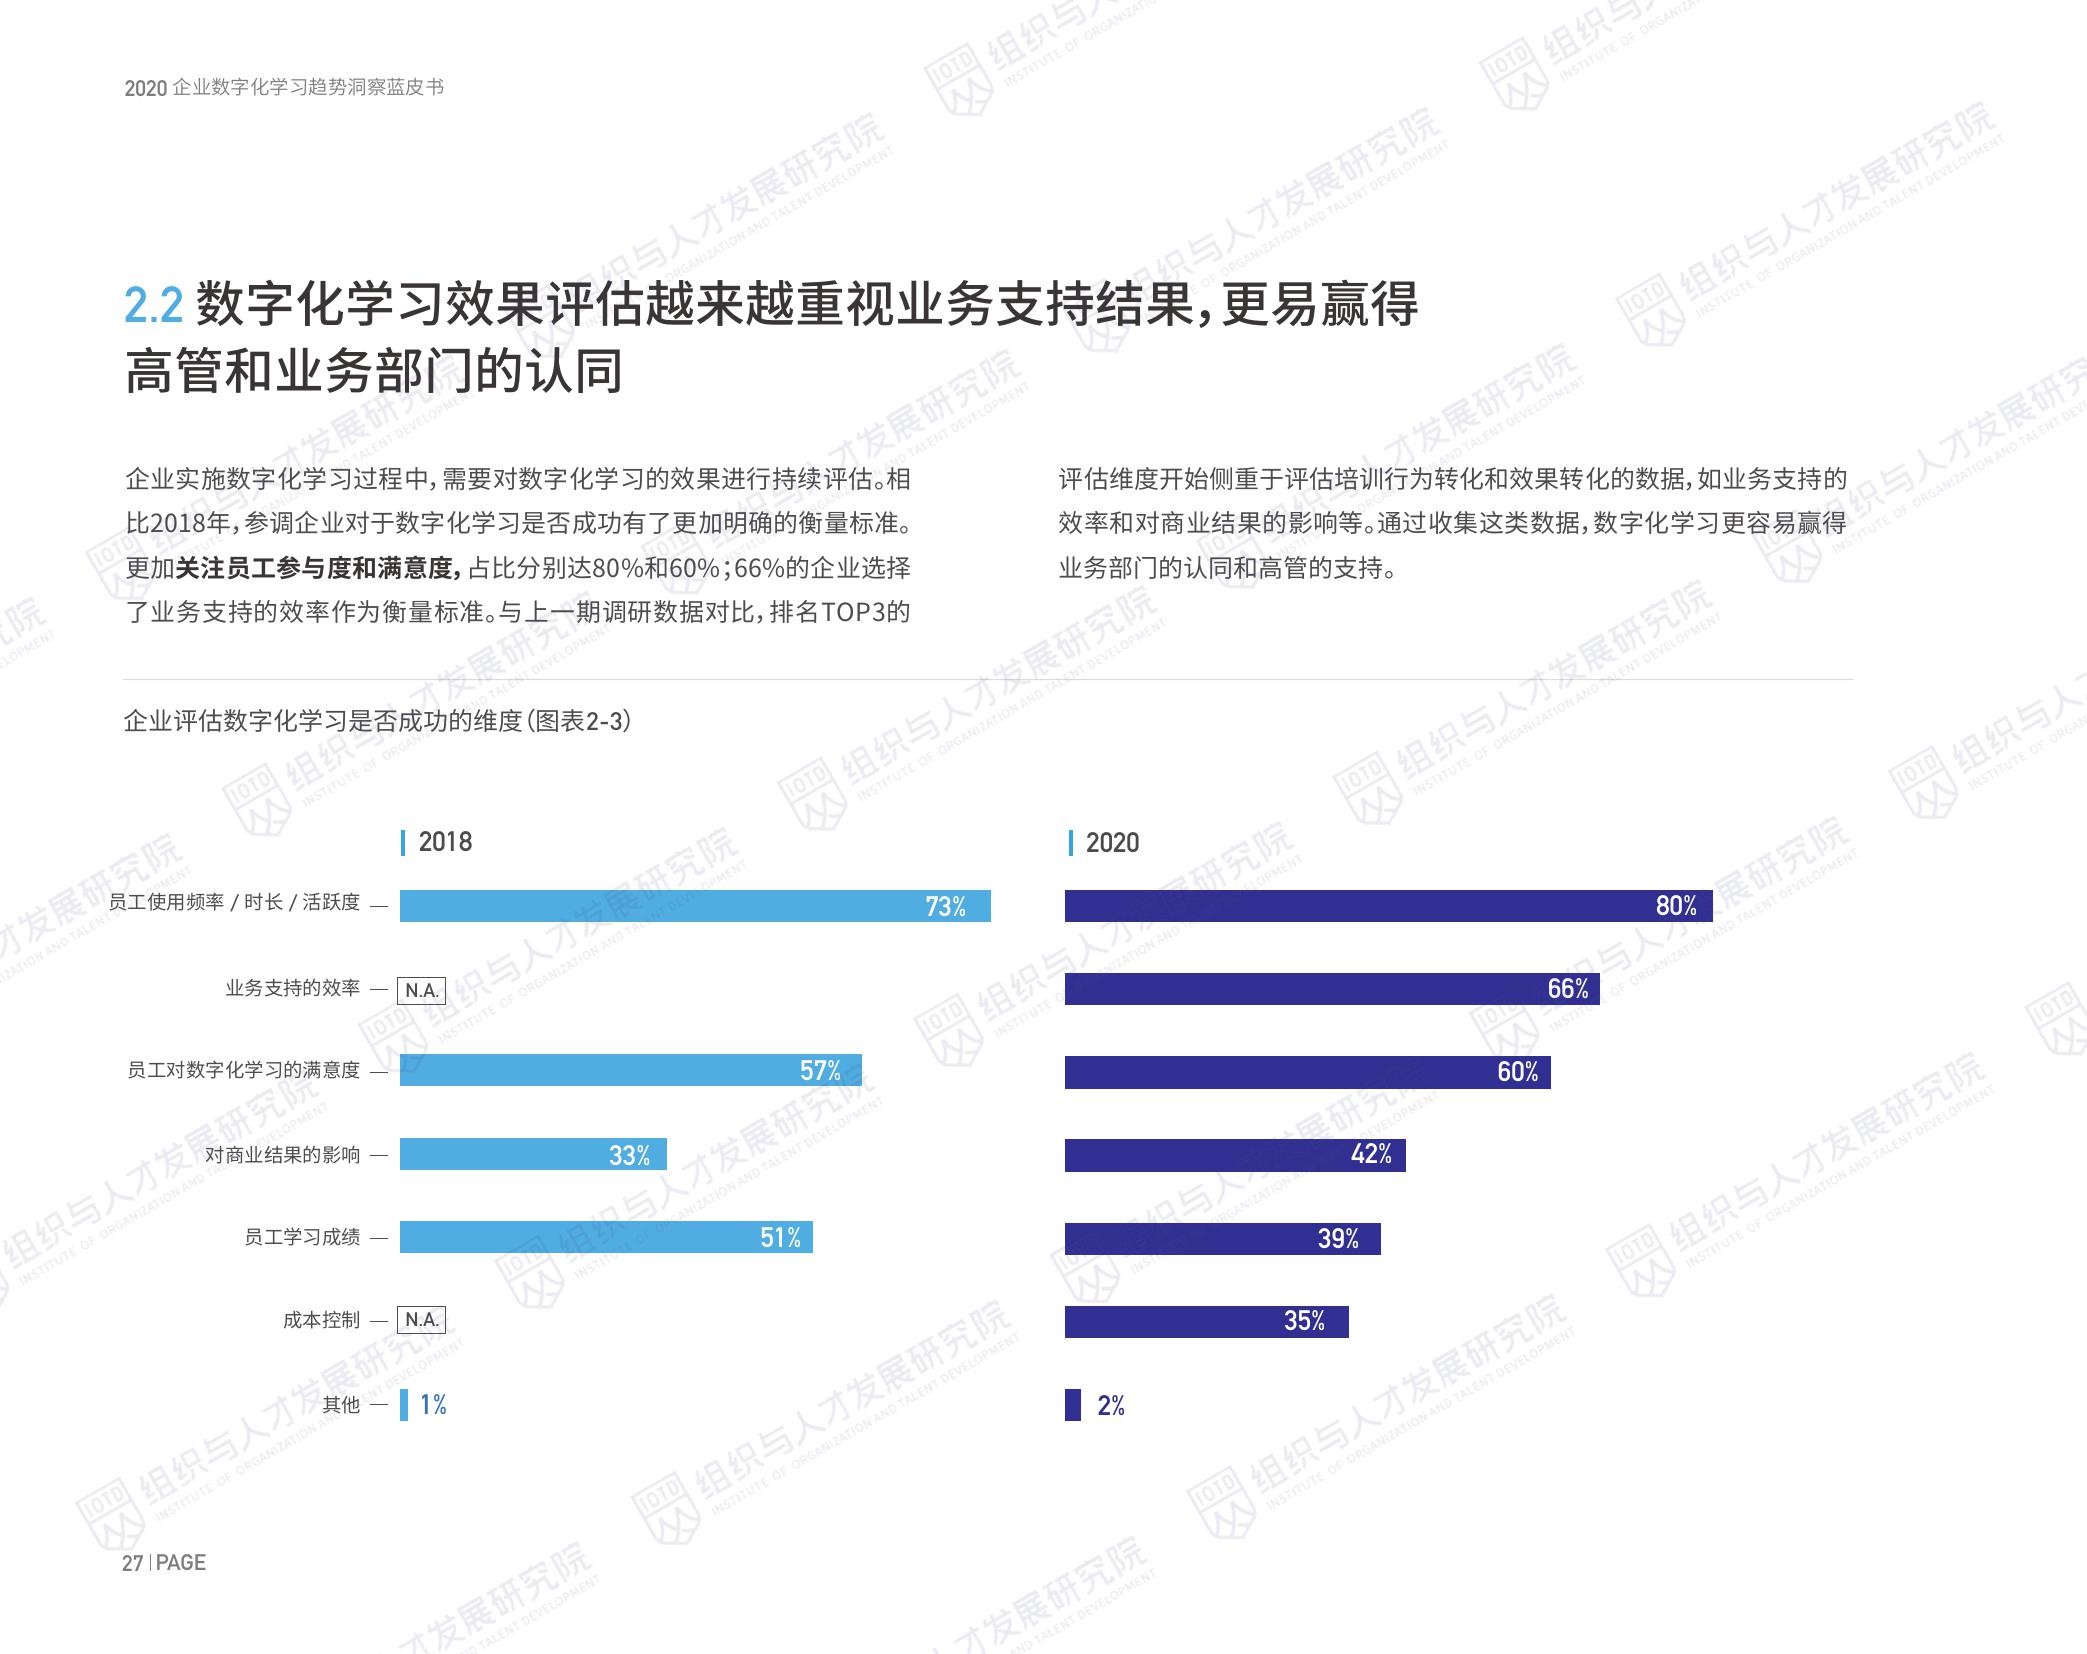 2020 企业数字化学习趋势洞察蓝皮书
2.2 数字化学习效果评估越来越重视业务支持结果，更易赢得
高管和业务部门的认同
企业实施数字化学习过程中，需要对数字化学习的效果进行持续评估。相
比2018年，参调企业对于数字化学习是否成功有了更加明确的衡量标准。
更加关注员工参与度和满意度，占比分别达80%和60%；66%的企业选择
了业务支持的效率作为衡量标准。与上一期调研数据对比，排名TOP3的
评估维度开始侧重于评估培训行为转化和效果转化的数据，如业务支持的
效率和对商业结果的影响等。通过收集这类数据，数字化学习更容易赢得
业务部门的认同和高管的支持。
企业评估数字化学习是否成功的维度（图表2-3）
2018
2020
员工使用频率 / 时长 / 活跃度
73%
80%
业务支持的效率
N.A.
66%
员工对数字化学习的满意度
57%
60%
对商业结果的影响
33%
42%
员工学习成绩
51%
39%
成本控制
N.A.
35%
其他
1%
2%
27 | PAGE
IOTD
组织与人才发展研究院
INSTITUTE OF ORGANIZATION AND TALENT DEVELOPMENT